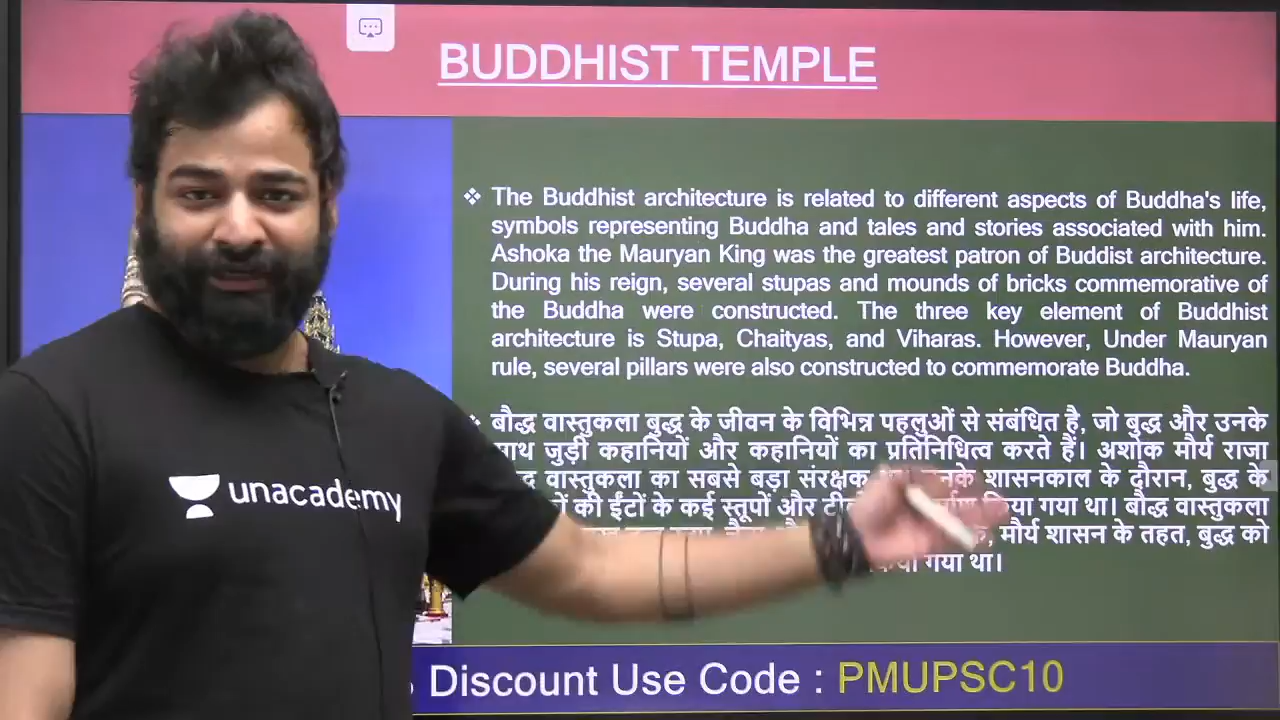 BUDDHIST TEMPLE
❖ The Buddhist architecture is related to different aspects of Buddha's life,
symbols representing Buddha and tales and stories associated with him.
Ashoka the Mauryan King was the greatest patron of Buddist architecture.
During his reign, several stupas and mounds of bricks commemorative of
the Buddha were constructed. The three key element of Buddhist
architecture is Stupa, Chaityas, and Viharas. However, Under Mauryan
rule, several pillars were also constructed to commemorate Buddha.
बौद्ध वास्तुकला बुद्ध के जीवन के विभिन्न पहलुओं से संबंधित है, जो बुद्ध और उनके
जुड़ी कहानियों और कहानियों का प्रतिनिधित्व करते हैं। अशोक मौर्य राजा
वास्तुकला का सबसे बड़ा संरक्षक शासनकाल के दौरान, बुद्ध के
की ईंटों के कई स्तूपों और गया था। बौद्ध वास्तुकला
मौर्य शासन के तहत, बुद्ध को
गया था।
unacademy
Discount Use Code : PMUPSC10